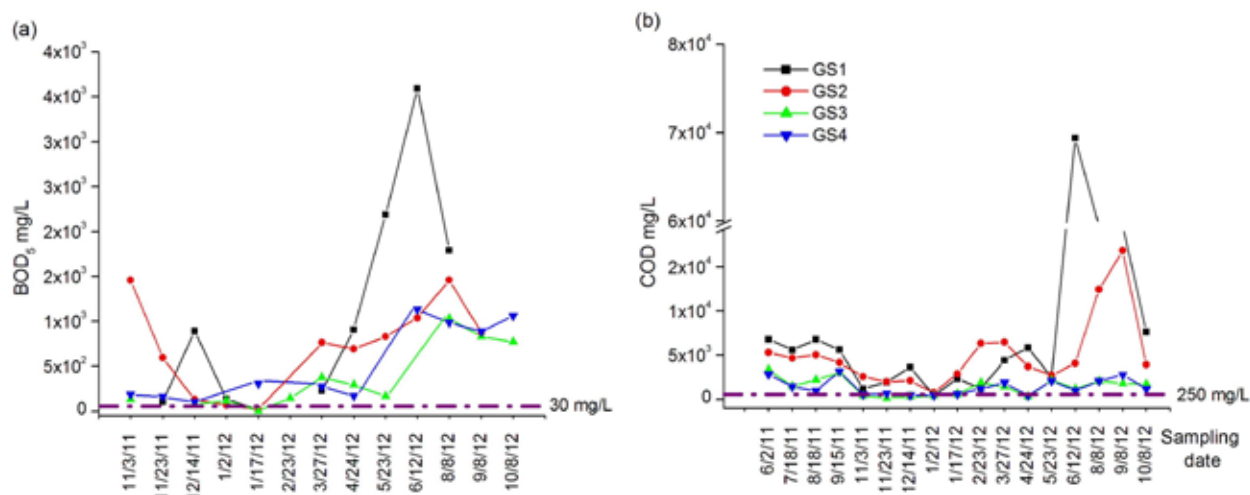 (a)
4x10³
4x10³
3x10³
3x10³
2x10³
2x10³
1x10³
5x10²
0
BOD₅ mg/L
30 mg/L
11/3/11
11/23/11
12/14/11
1/2/12
1/17/12
2/23/12
3/27/12
4/24/12
5/23/12
6/12/12
8/8/12
9/8/12
10/8/12
(b)
8x10⁴
7x10⁴
6x10⁴
2x10⁴
1x10⁴
5x10³
0
COD mg/L
GS1
GS2
GS3
GS4
250 mg/L
6/2/11
7/18/11
8/18/11
9/15/11
11/3/11
11/23/11
12/14/11
1/2/12
1/17/12
2/23/12
3/27/12
4/24/12
5/23/12
6/12/12
8/8/12
9/8/12
10/8/12
Sampling
date